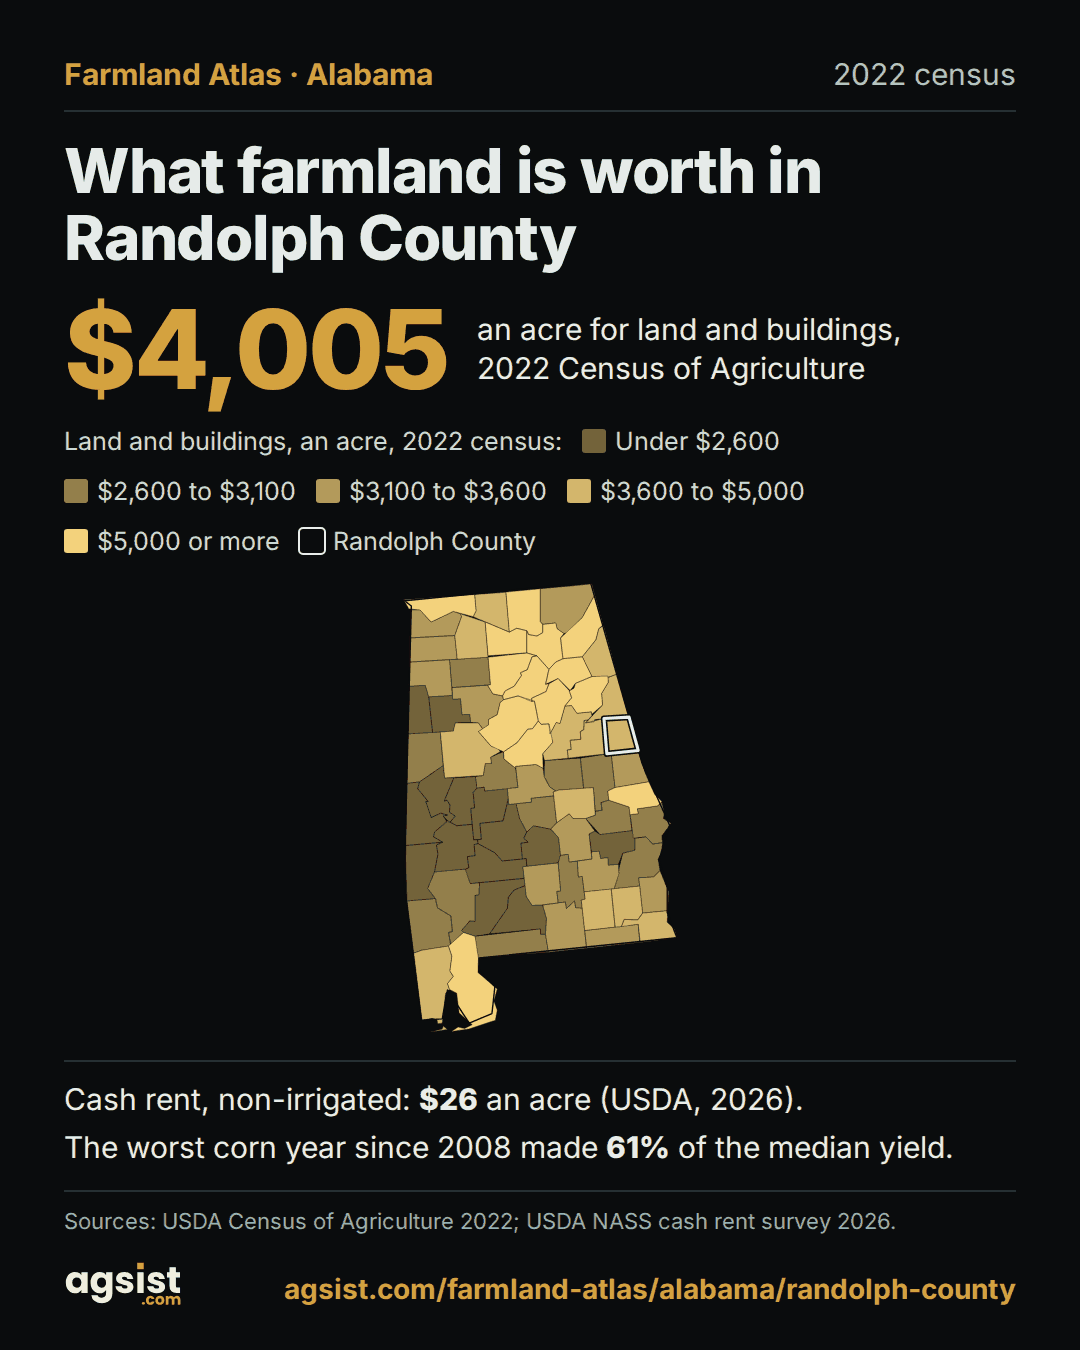 Farmland Atlas · Alabama
2022 census
What farmland is worth in
Randolph County
$4,005
an acre for land and buildings,
2022 Census of Agriculture
Land and buildings, an acre, 2022 census: Under $2,600
$2,600 to $3,100 $3,100 to $3,600 $3,600 to $5,000
$5,000 or more Randolph County
Cash rent, non-irrigated: $26 an acre (USDA, 2026).
The worst corn year since 2008 made 61% of the median yield.
Sources: USDA Census of Agriculture 2022; USDA NASS cash rent survey 2026.
agsist
.com
agsist.com/farmland-atlas/alabama/randolph-county